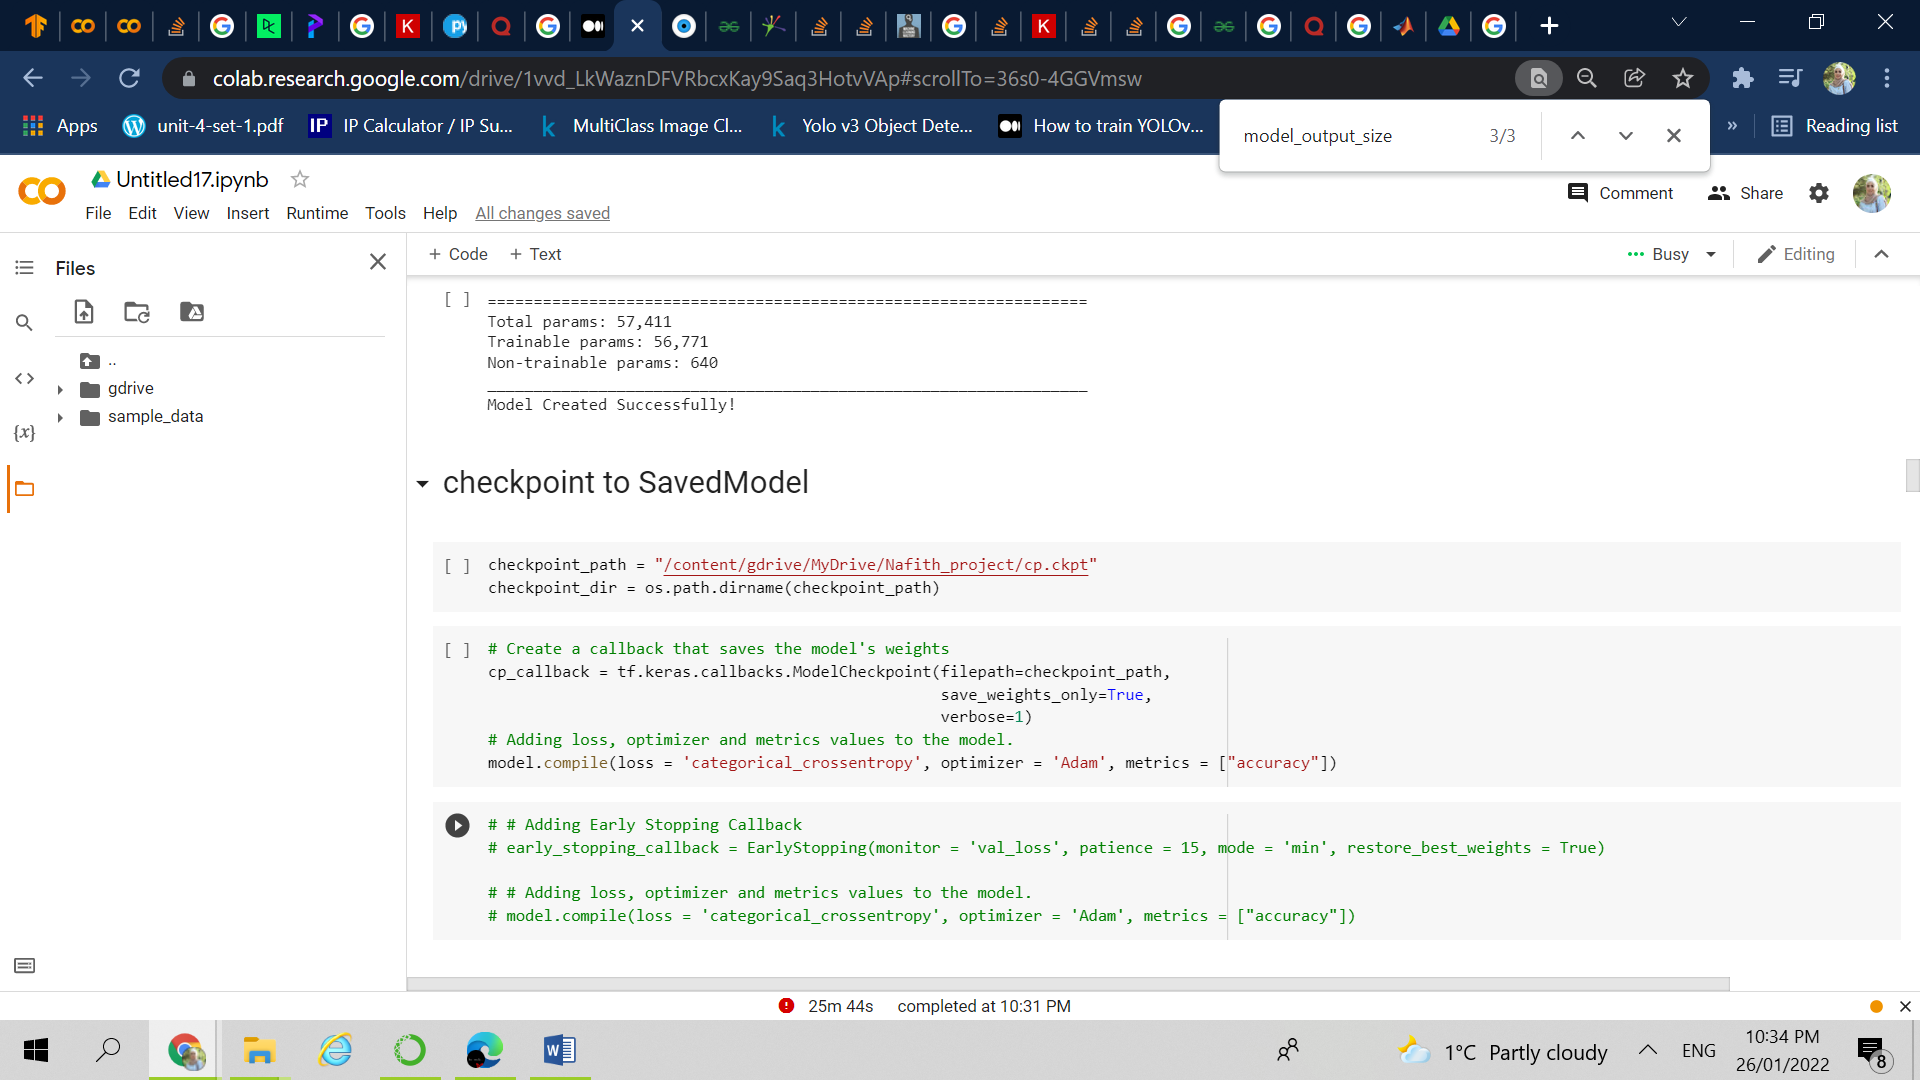 colab.research.google.com/drive/1vvd_LkWaznDFVRbcxKay9Saq3HotvVAp#scrollTo=36s0-4GGVmsw
Apps
unit-4-set-1.pdf
IP
IP Calculator / IP Su...
MultiClass Image Cl...
Yolo v3 Object Dete...
How to train YOLOv...
»
Reading list
model_output_size
3/3
Untitled17.ipynb
File Edit View Insert Runtime Tools Help All changes saved
Comment
Share
Files
+ Code + Text
Busy
Editing
..
gdrive
sample_data
{x}
[ ] =================================================================
Total params: 57,411
Trainable params: 56,771
Non-trainable params: 640
_________________________________________________________________
Model Created Successfully!
checkpoint to SavedModel
[ ] checkpoint_path = "/content/gdrive/MyDrive/Nafith_project/cp.ckpt"
checkpoint_dir = os.path.dirname(checkpoint_path)
[ ] # Create a callback that saves the model's weights
cp_callback = tf.keras.callbacks.ModelCheckpoint(filepath=checkpoint_path,
save_weights_only=True,
verbose=1)
# Adding loss, optimizer and metrics values to the model.
model.compile(loss = 'categorical_crossentropy', optimizer = 'Adam', metrics = ["accuracy"])
# # Adding Early Stopping Callback
# early_stopping_callback = EarlyStopping(monitor = 'val_loss', patience = 15, mode = 'min', restore_best_weights = True)
# # Adding loss, optimizer and metrics values to the model.
# model.compile(loss = 'categorical_crossentropy', optimizer = 'Adam', metrics = ["accuracy"])
25m 44s completed at 10:31 PM
1°C Partly cloudy
ENG
10:34 PM
26/01/2022
8